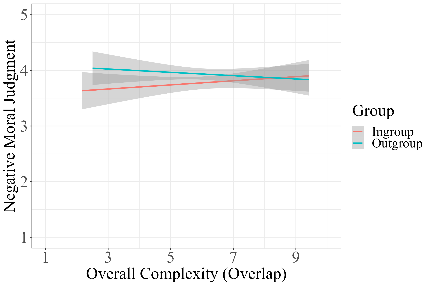 Negative Moral Judgment
5
4
3
2
1
1 3 5 7 9
Overall Complexity (Overlap)
Group
Ingroup
Outgroup